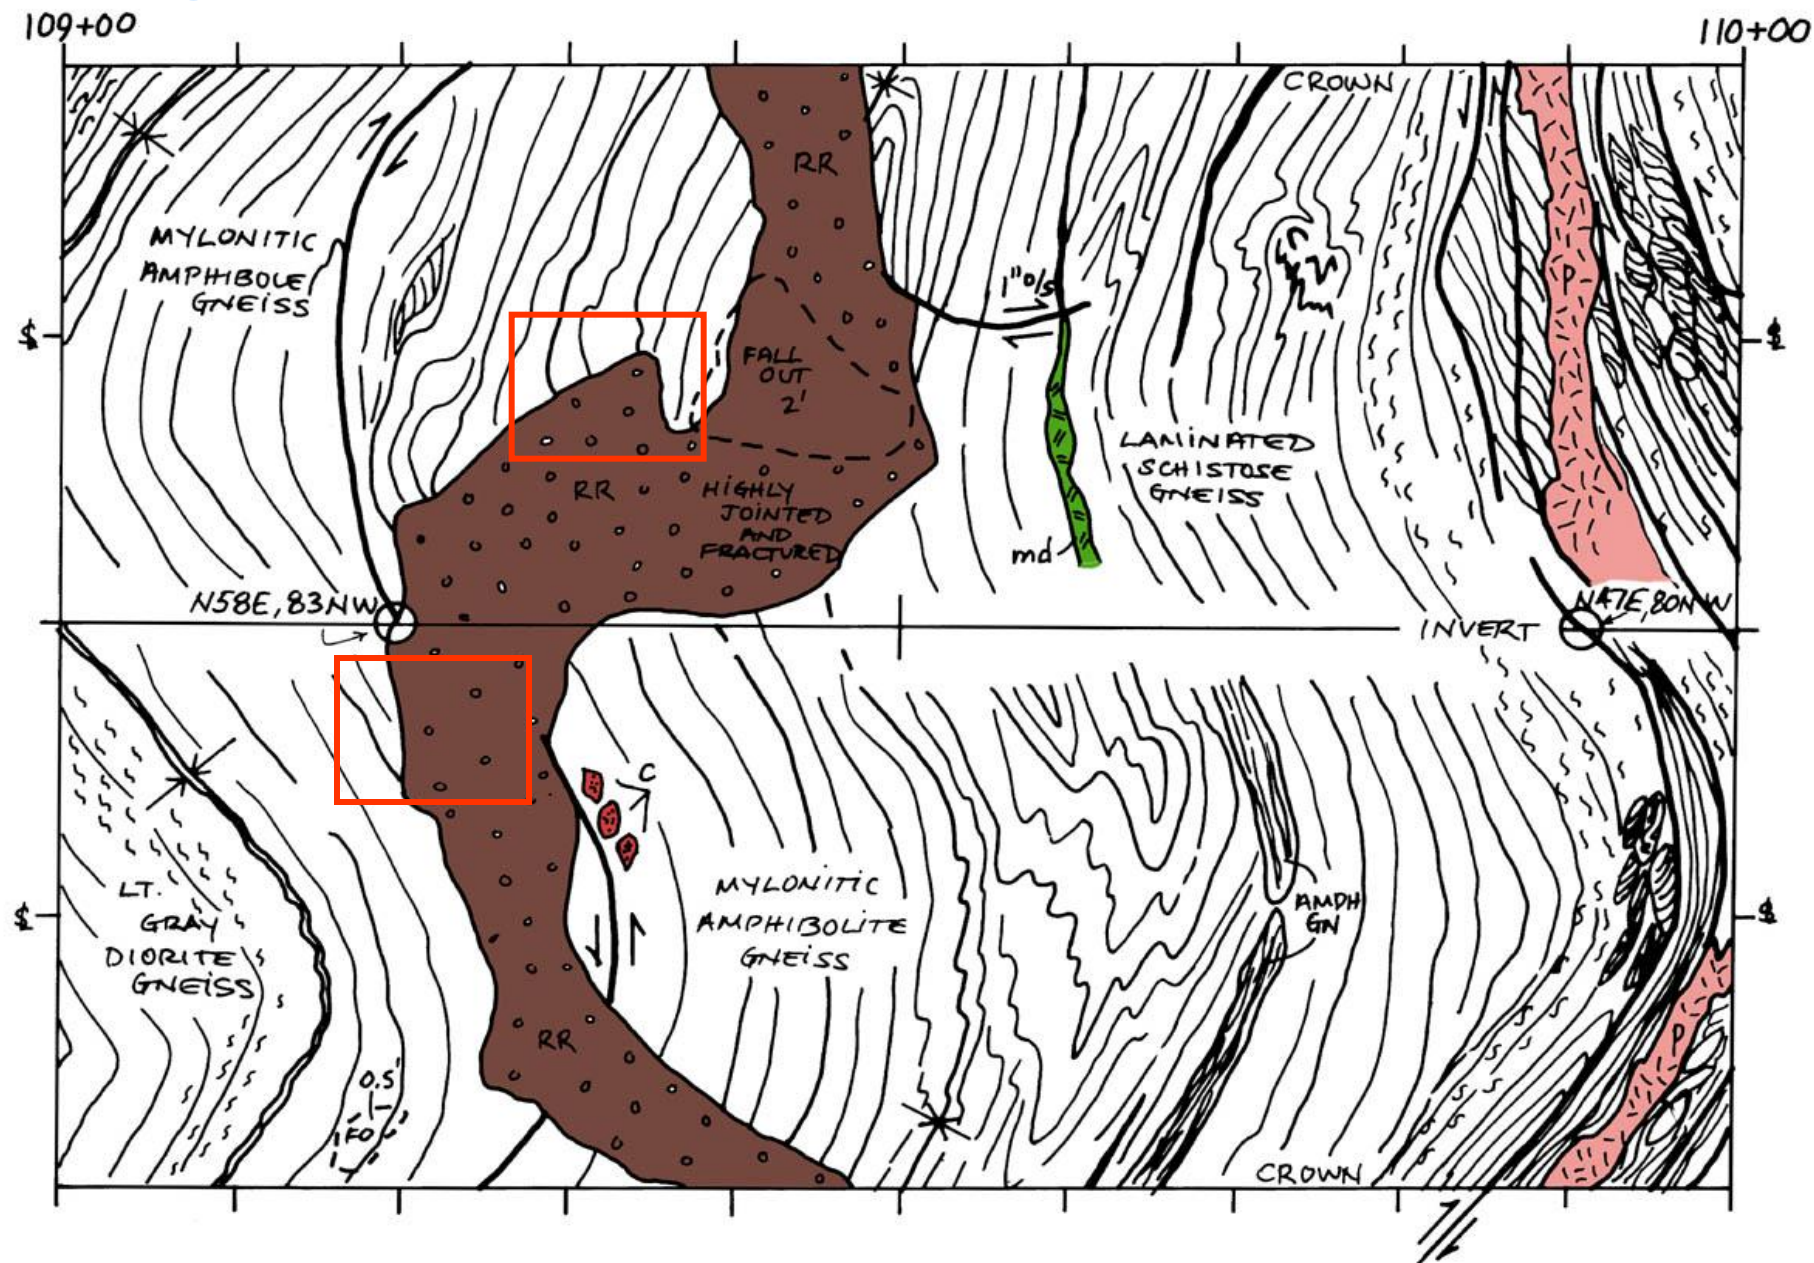 109+00
110+00
CROWN
RR
MYLONITIC
AMPHIBOLE
GNEISS
1" o/s
P
$
$
FALL
OUT
2'
LAMINATED
SCHISTOSE
GNEISS
RR
HIGHLY
JOINTED
AND
FRACTURED
md
N58E, 83NW
N47E, 80NW
INVERT
C
LT.
GRAY
DIORITE
GNEISS
MYLONITIC
AMPHIBOLITE
GNEISS
AMPH
GN
$
$
RR
P
0.5'
FO
CROWN